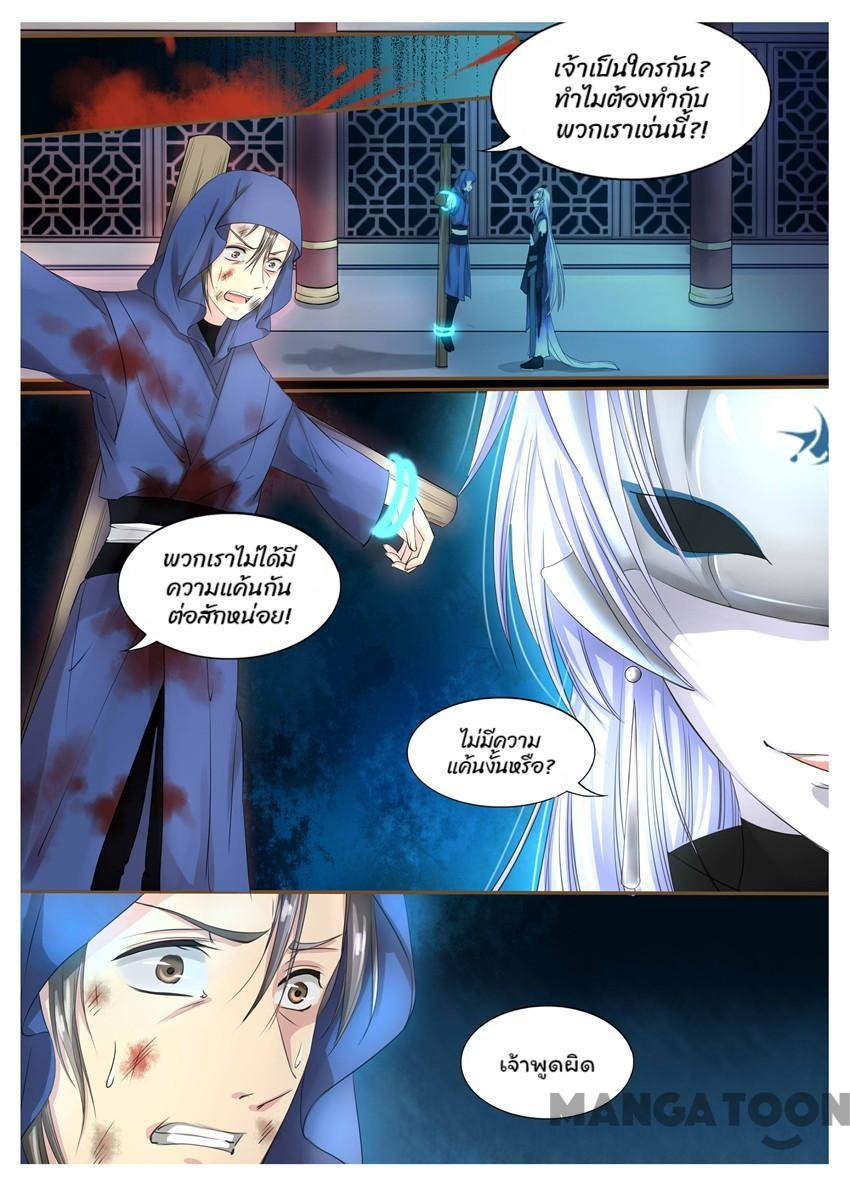 เจ้าเป็นใครกัน?
ทำไมต้องทำกับ
พวกเราเช่นนี้?!
พวกเราไม่ได้มี
ความแค้นกัน
ต่อสักหน่อย!
ไม่มีความ
แค้นงั้นหรือ?
เจ้าพูดผิด
MANGATOON